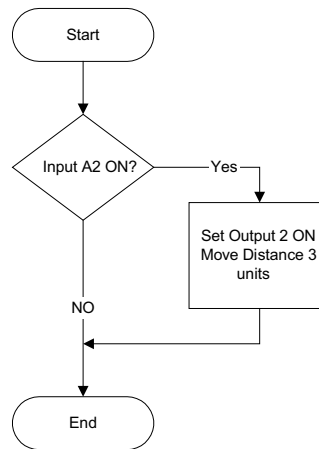 Start
Input A2 ON?
Yes
Set Output 2 ON
Move Distance 3
units
NO
End